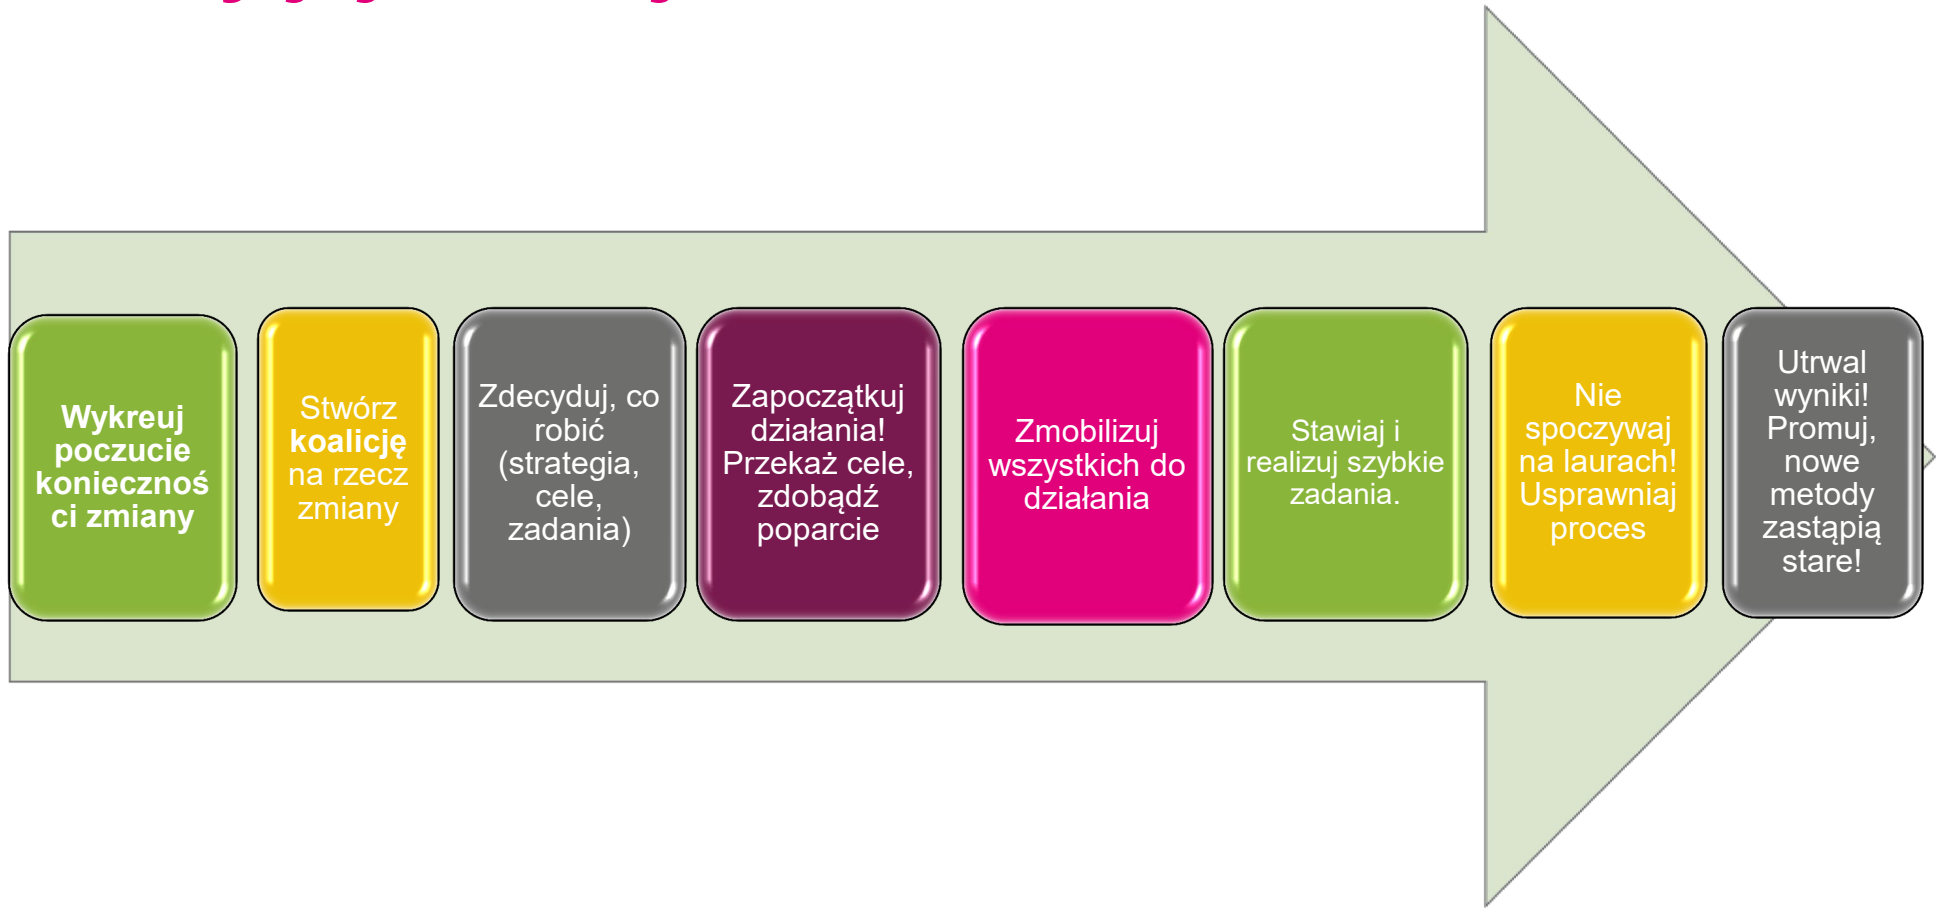 Wykreuj
poczucie
koniecznoś
ci zmiany
Stwórz
koalicję
na rzecz
zmiany
Zdecyduj, co
robić
(strategia,
cele,
zadania)
Zapoczątkuj
działania!
Przekaż cele,
zdobądź
poparcie
Zmobilizuj
wszystkich do
działania
Stawiaj i
realizuj szybkie
zadania.
Nie
spoczywaj
na laurach!
Usprawniaj
proces
Utrwal
wyniki!
Promuj,
nowe
metody
zastąpią
stare!